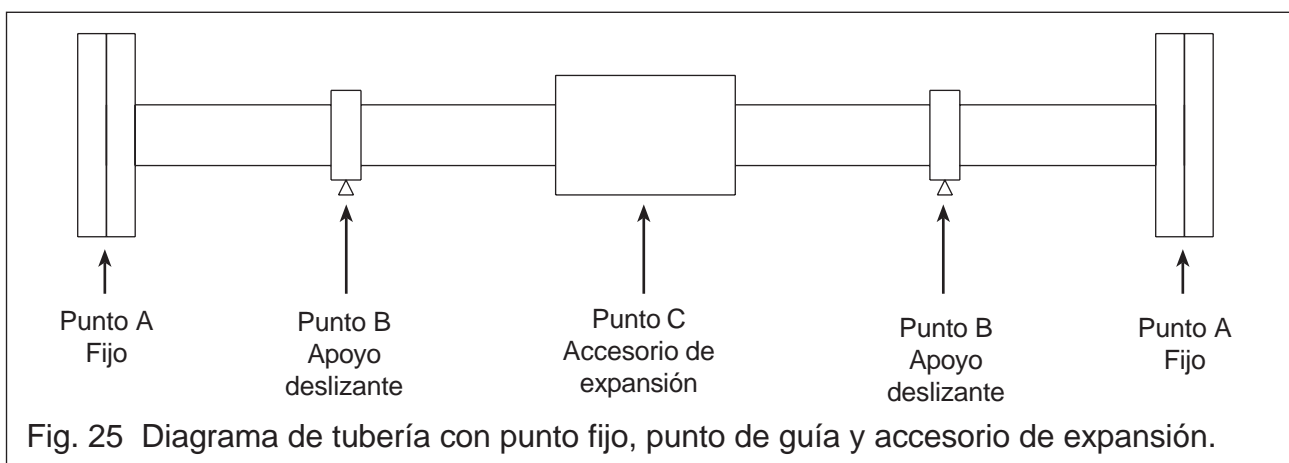 Punto A
Fijo
Punto B
Apoyo
deslizante
Punto C
Accesorio de
expansión
Punto B
Apoyo
deslizante
Punto A
Fijo
Fig. 25 Diagrama de tubería con punto fijo, punto de guía y accesorio de expansión.